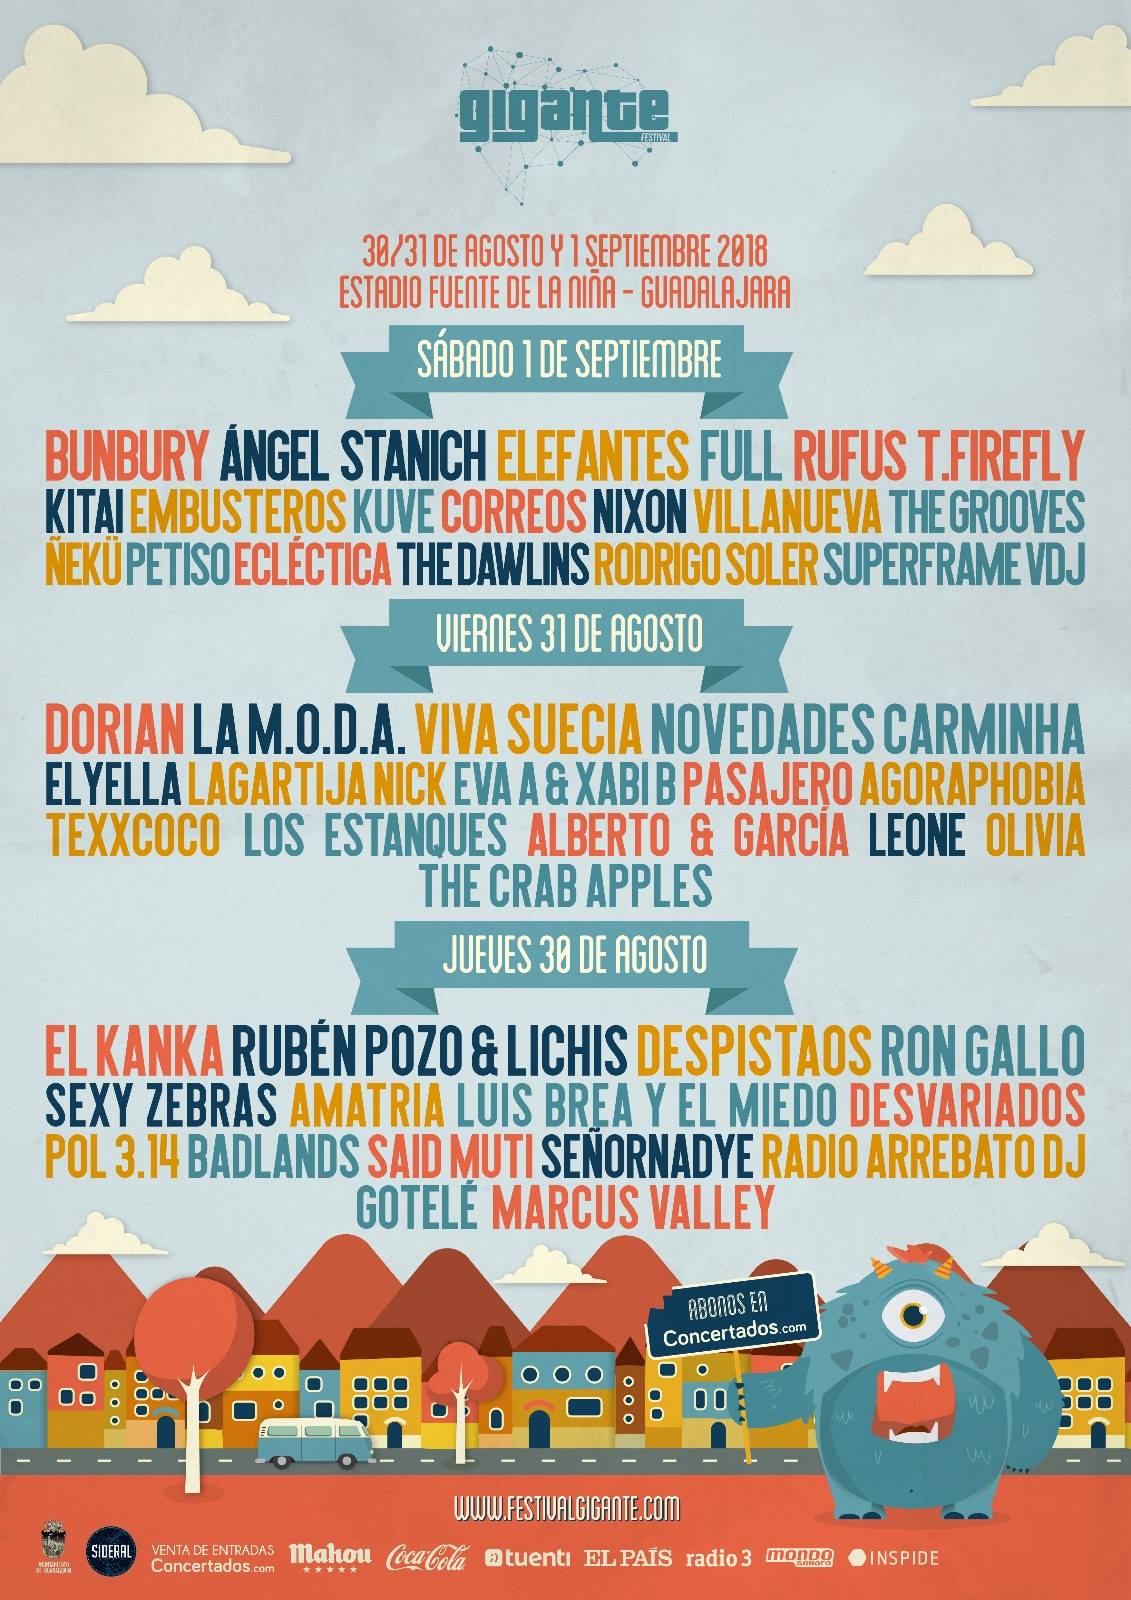 gigante
FESTIVAL
30/31 DE AGOSTO Y 1 SEPTIEMBRE 2018
ESTADIO FUENTE DE LA NIÑA - GUADALAJARA
SÁBADO 1 DE SEPTIEMBRE
BUNBURY ÁNGEL STANICH ELEFANTES FULL RUFUS T.FIREFLY
KITAI EMBUSTEROS KUVE CORREOS NIXON VILLANUEVA THE GROOVES
ÑEKÜ PETISO ECLÉCTICA THE DAWLINS RODRIGO SOLER SUPERFRAME VDJ
VIERNES 31 DE AGOSTO
DORIAN LA M.O.D.A. VIVA SUECIA NOVEDADES CARMINHA
ELYELLA LAGARTIJA NICK EVA A & XABI B PASAJERO AGORAPHOBIA
TEXXCOCO LOS ESTANQUES ALBERTO & GARCÍA LEONE OLIVIA
THE CRAB APPLES
JUEVES 30 DE AGOSTO
EL KANKA RUBÉN POZO & LICHIS DESPISTAOS RON GALLO
SEXY ZEBRAS AMATRIA LUIS BREA Y EL MIEDO DESVARIADOS
POL 3.14 BADLANDS SAID MUTI SEÑORNADYE RADIO ARREBATO DJ
GOTELÉ MARCUS VALLEY
ABONOS EN
Concertados.com
WWW.FESTIVALGIGANTE.COM
AYUNTAMIENTO
DE GUADALAJARA
SIDERAL
VENTA DE ENTRADAS
Concertados.com
Mahou
Coca-Cola
tuenti
EL PAÍS
radio 3
MONDO
sonoro
INSPIDE